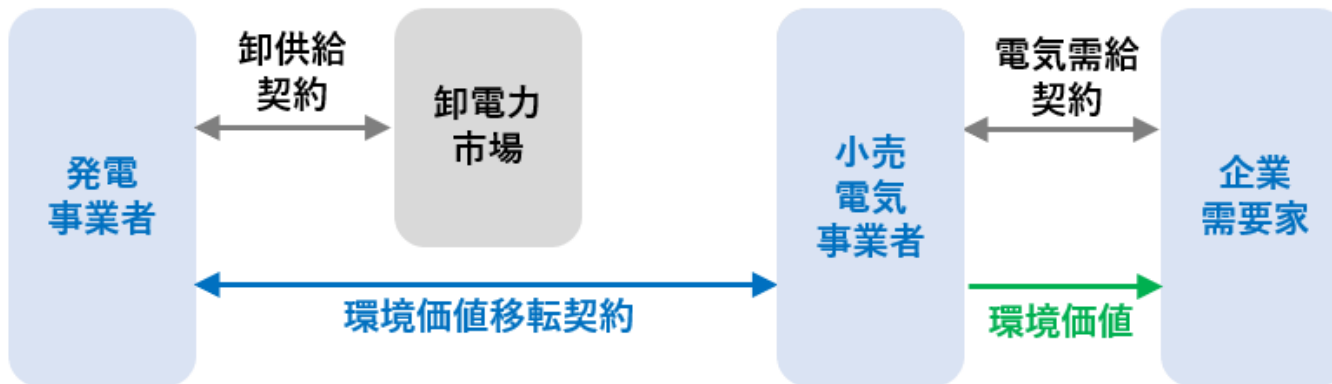 発電
事業者
卸供給
契約
卸電力
市場
小売
電気
事業者
電気需給
契約
企業
需要家
環境価値移転契約
環境価値